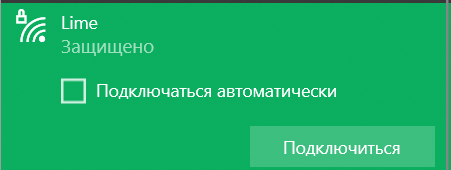 Lime
Защищено
Подключаться автоматически
Подключиться